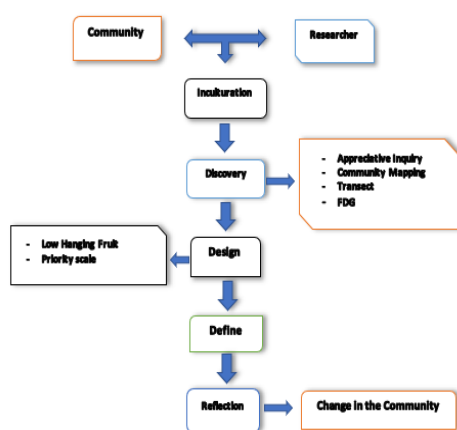 Community
Researcher
Inculturation
Discovery
- Appreciative Inquiry
- Community Mapping
- Transect
- FDG
- Low Hanging Fruit
- Priority scale
Design
Define
Reflection
Change in the Community